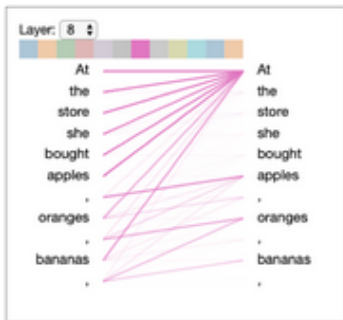 Layer: 8
At At
the the
store store
she she
bought bought
apples apples
, ,
oranges oranges
, ,
bananas bananas
, ,